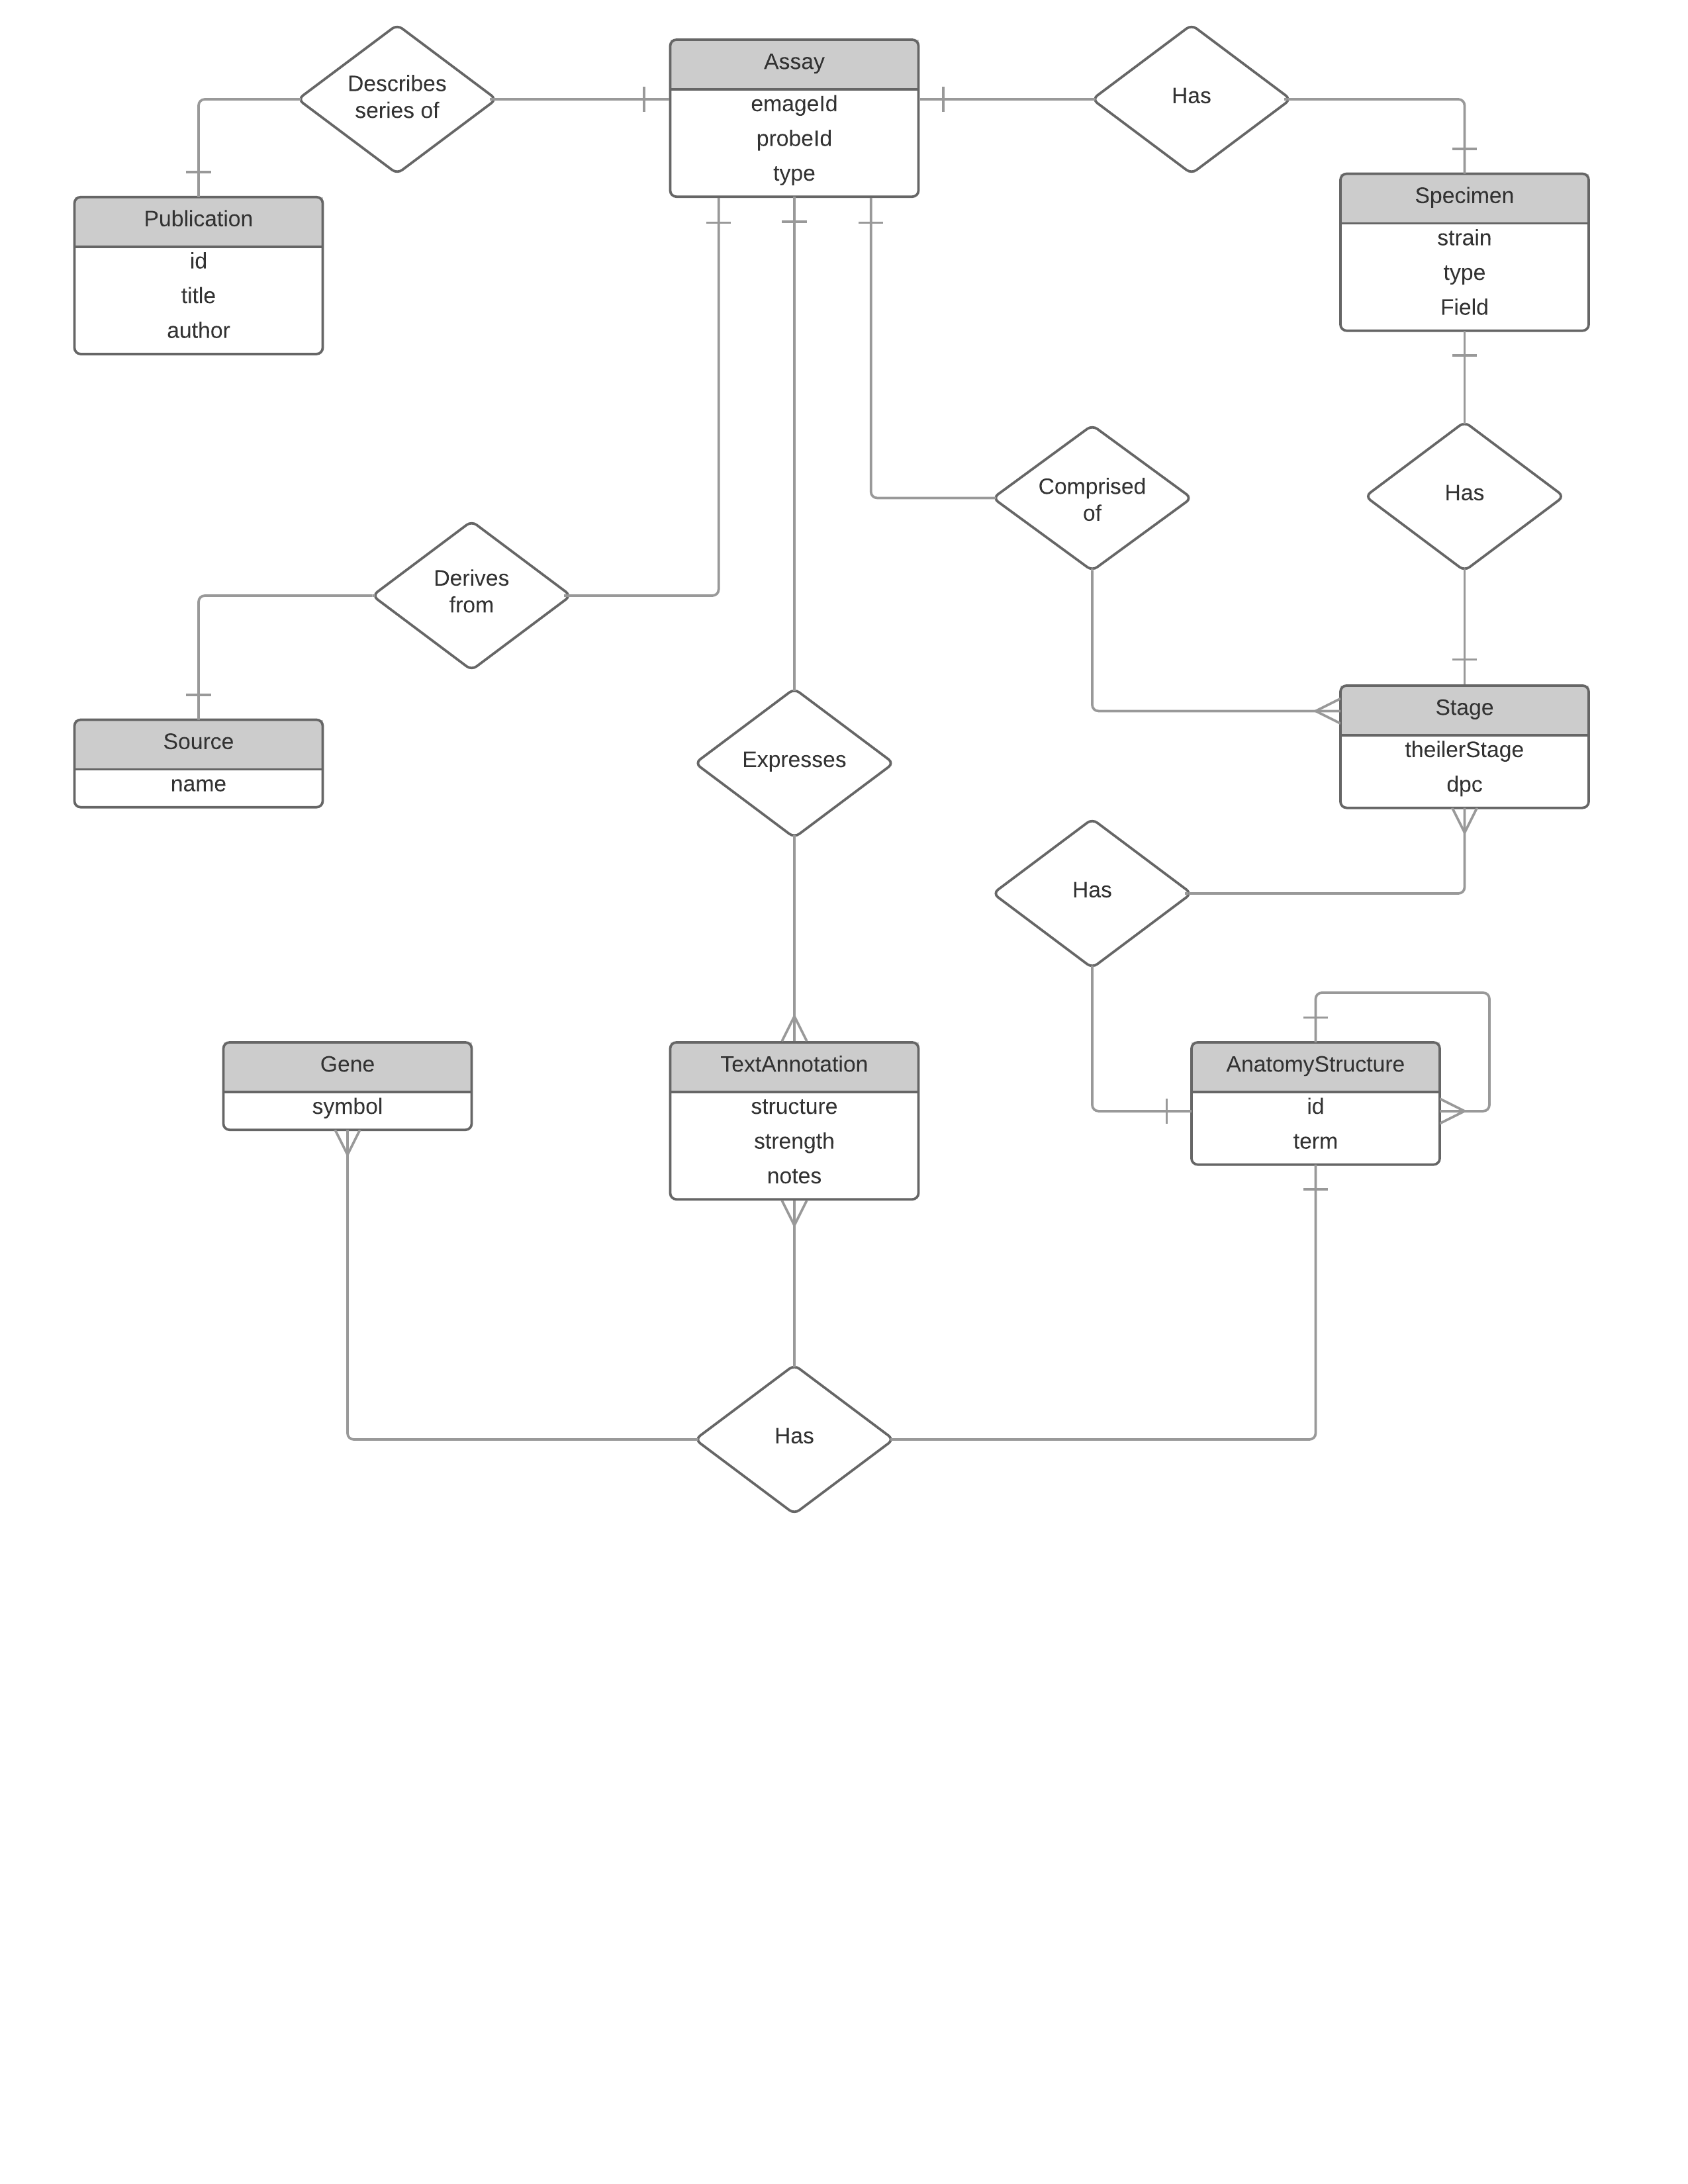 Describes
series of
Assay
emageId
probeId
type
Has
Publication
id
title
author
Specimen
strain
type
Field
Comprised
of
Has
Derives
from
Source
name
Expresses
Stage
theilerStage
dpc
Has
Gene
symbol
TextAnnotation
structure
strength
notes
AnatomyStructure
id
term
Has